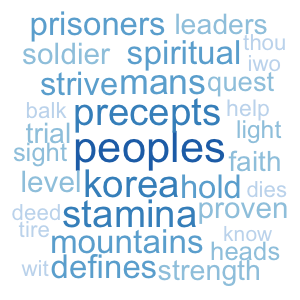 prisoners leaders
thou
soldier spiritual
iwo
strive mans quest
balk precepts help
trial light
sight peoples faith
level korea hold dies
deed stamina proven
tire know
mountains heads
wit defines strength